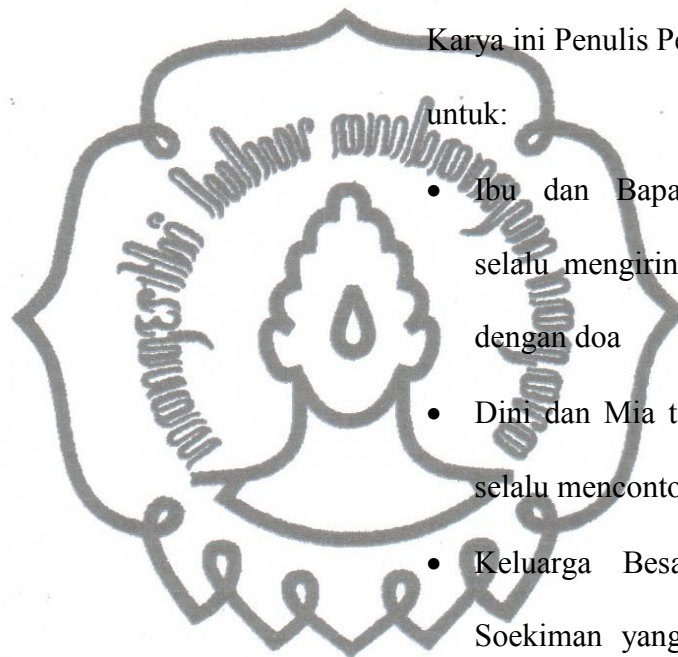 Karya ini Penulis Pe
untuk:
• Ibu dan Bapa
selalu mengirin
dengan doa
• Dini dan Mia t
selalu menconto
• Keluarga Besa
Soekiman yang